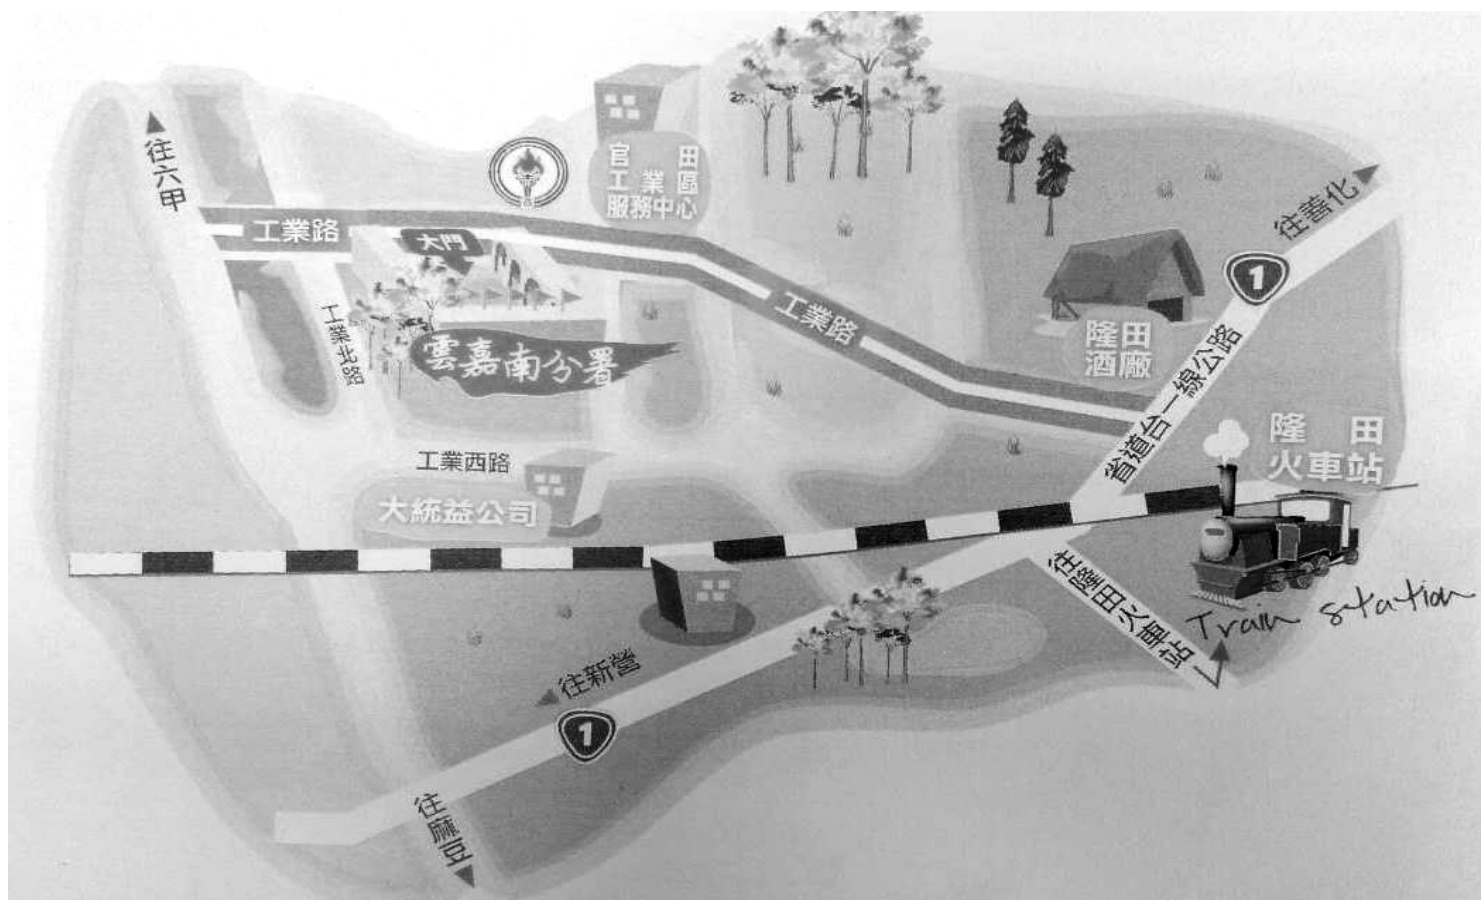 往六甲
官田
工業區
服務中心
往善化
工業路
大門
1
工業路
工業北路
雲嘉南分署
隆田
酒廠
省道台一線公路
隆田
火車站
工業西路
大統益公司
往隆田火車站
Train station
往新營
1
往麻豆